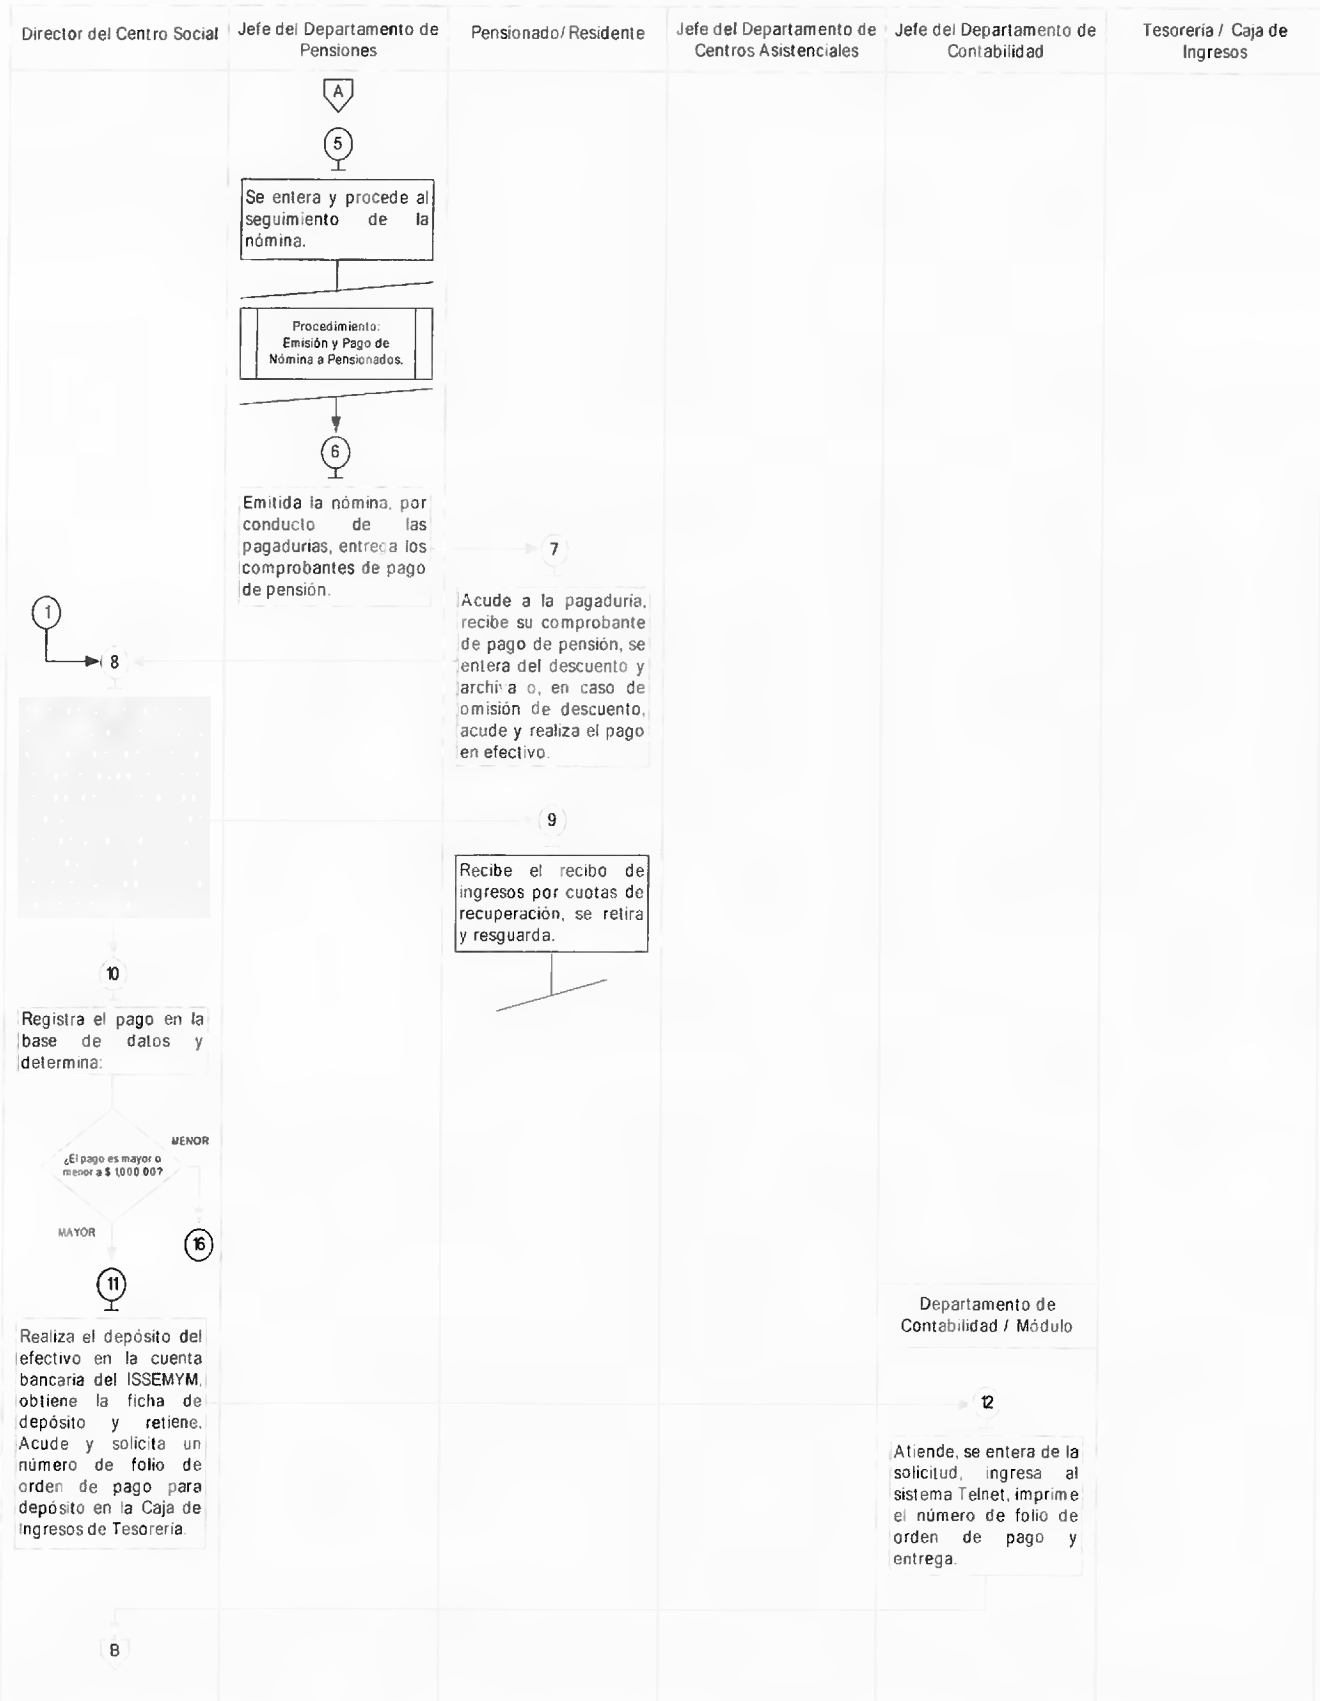 Director del Centro Social
Jefe del Departamento de
Pensiones
Pensionado/ Residente
Jefe del Departamento de
Centros Asistenciales
Jefe del Departamento de
Contabilidad
Tesorería / Caja de
Ingresos
A
5
Se entera y procede al
seguimiento de la
nómina.
Procedimiento:
Emisión y Pago de
Nómina a Pensionados.
6
Emitida la nómina, por
conducto de las
pagadurías, entrega los
comprobantes de pago
de pensión.
7
Acude a la pagaduría,
recibe su comprobante
de pago de pensión, se
entera del descuento y
archiva o, en caso de
omisión de descuento,
acude y realiza el pago
en efectivo.
1
8
9
Recibe el recibo de
ingresos por cuotas de
recuperación, se retira
y resguarda.
10
Registra el pago en la
base de datos y
determina:
¿El pago es mayor o
menor a $ 1,000.00?
MENOR
MAYOR
16
11
Realiza el depósito del
efectivo en la cuenta
bancaria del ISSEMYM,
obtiene la ficha de
depósito y retiene.
Acude y solicita un
número de folio de
orden de pago para
depósito en la Caja de
Ingresos de Tesorería.
Departamento de
Contabilidad / Módulo
12
Atiende, se entera de la
solicitud, ingresa al
sistema Telnet, imprime
el número de folio de
orden de pago y
entrega.
B